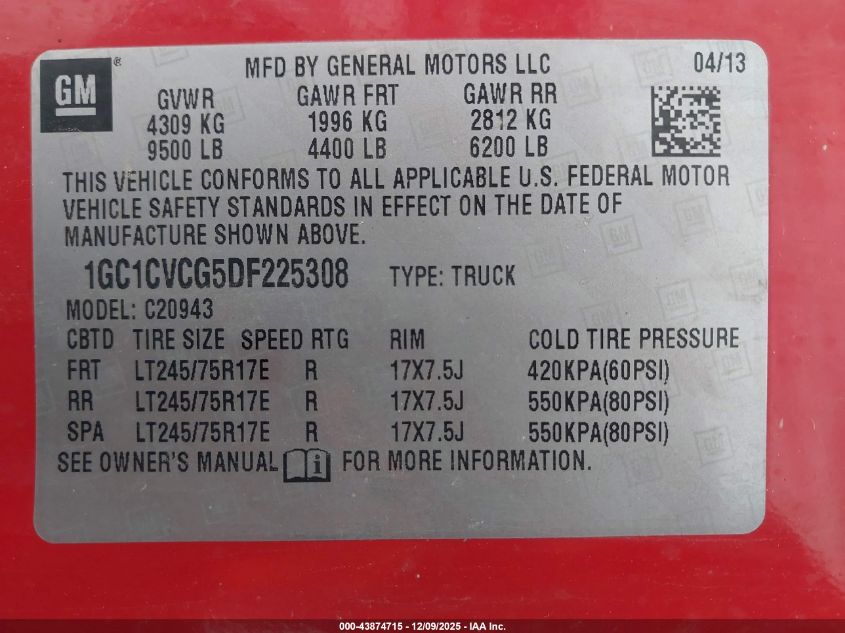 GM ® MFD BY GENERAL MOTORS LLC 04/13
GVWR GAWR FRT GAWR RR
4309 KG 1996 KG 2812 KG
9500 LB 4400 LB 6200 LB
THIS VEHICLE CONFORMS TO ALL APPLICABLE U.S. FEDERAL MOTOR
VEHICLE SAFETY STANDARDS IN EFFECT ON THE DATE OF
MANUFACTURE SHOWN ABOVE.
1GC1CVCG5DF225308 TYPE: TRUCK
MODEL: C20943
CBTD TIRE SIZE SPEED RTG RIM COLD TIRE PRESSURE
FRT LT245/75R17E R 17X7.5J 420KPA(60PSI)
RR LT245/75R17E R 17X7.5J 550KPA(80PSI)
SPA LT245/75R17E R 17X7.5J 550KPA(80PSI)
SEE OWNER'S MANUAL i FOR MORE INFORMATION.
000-43874715 - 12/09/2025 - IAA Inc.